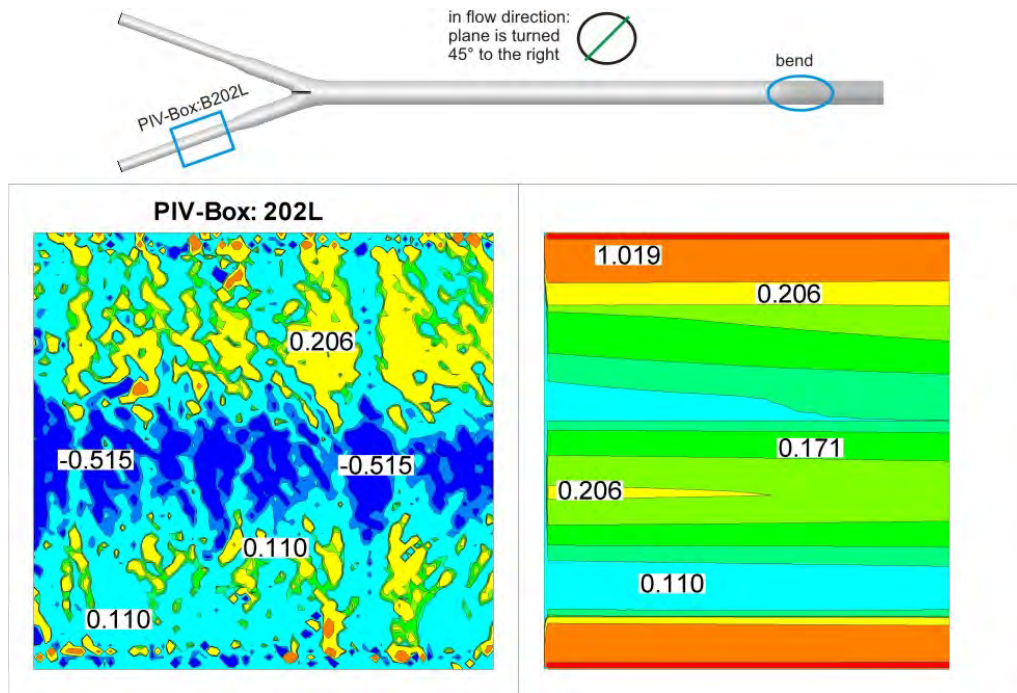 in flow direction:
plane is turned
45° to the right
bend
PIV-Box:B202L
PIV-Box: 202L
1.019
0.206
0.206
0.171
-0.515
-0.515
0.206
0.110
0.110
0.110